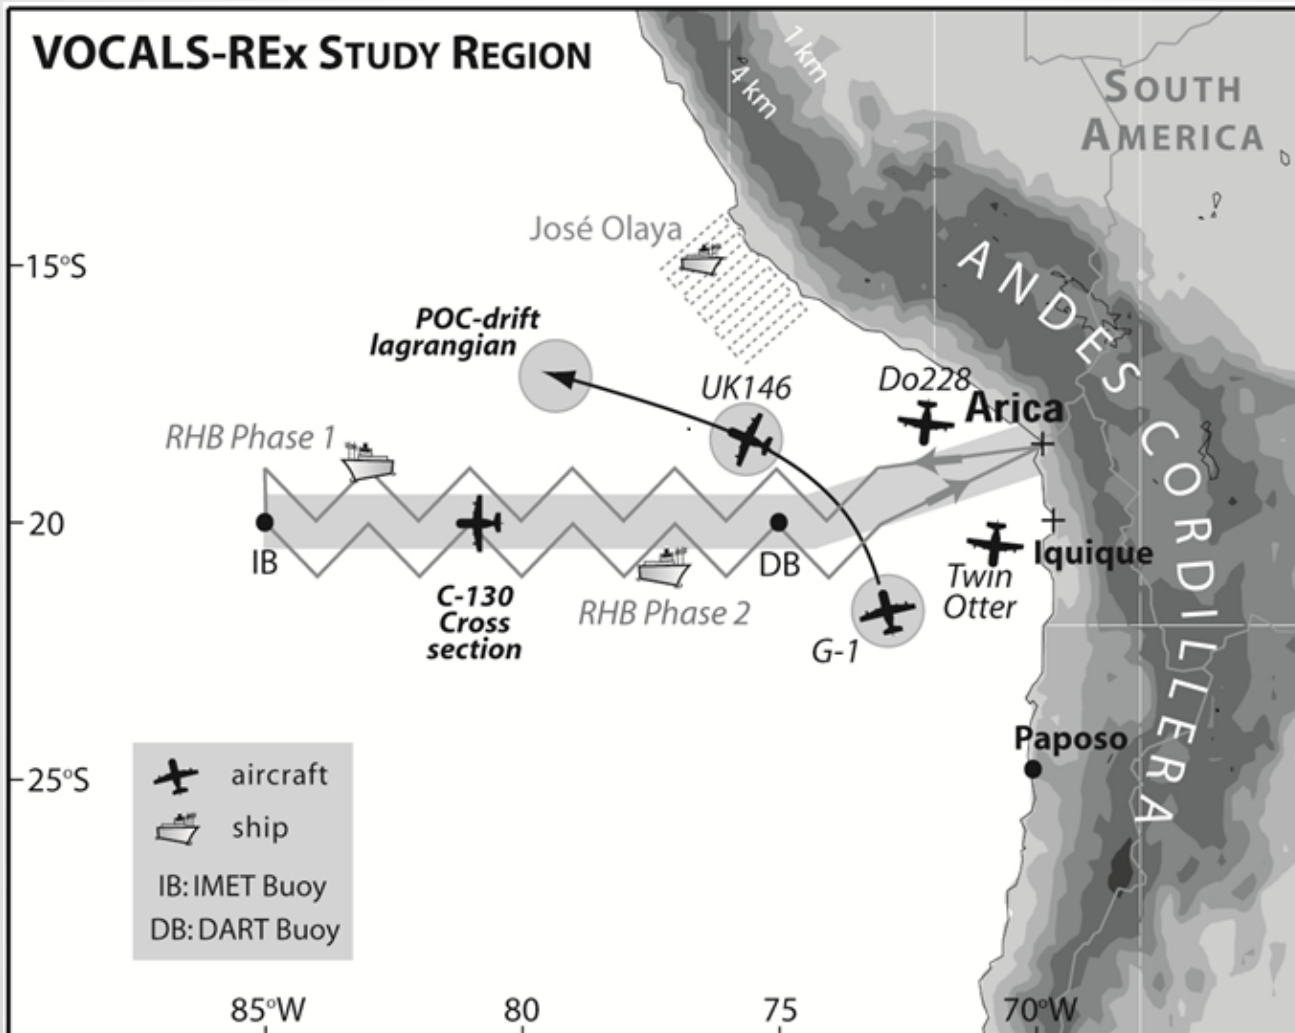 VOCALS-REx STUDY REGION
1 km
4 km
SOUTH
AMERICA
José Olaya
15°S
ANDES CORDILLERA
POC-drift
lagrangian
UK146
Do228
Arica
RHB Phase 1
20
IB
DB
Iquique
C-130
Cross
section
RHB Phase 2
Twin
Otter
G-1
Paposo
25°S
aircraft
ship
IB: IMET Buoy
DB: DART Buoy
85°W
80
75
70°W